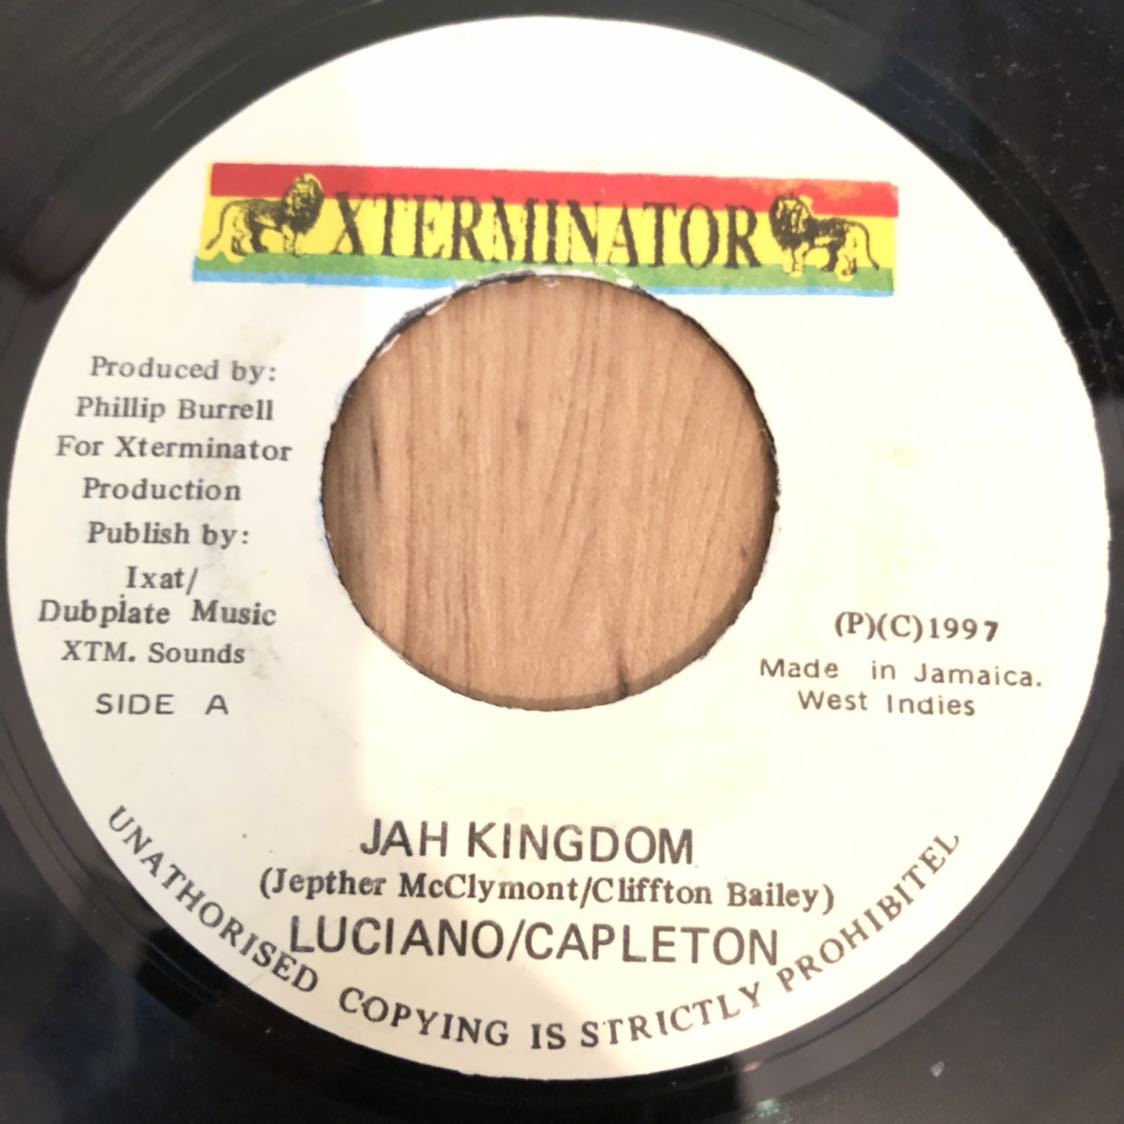 XTERMINATOR
Produced by:
Phillip Burrell
For Xterminator
Production
Publish by:
Ixat/
Dubplate Music
XTM. Sounds
SIDE A
(P)(C)1997
Made in Jamaica.
West Indies
JAH KINGDOM
(Jepther McClymont/Cliffton Bailey)
LUCIANO/CAPLETON
UNATHORISED COPYING IS STRICTLY PROHIBITEL